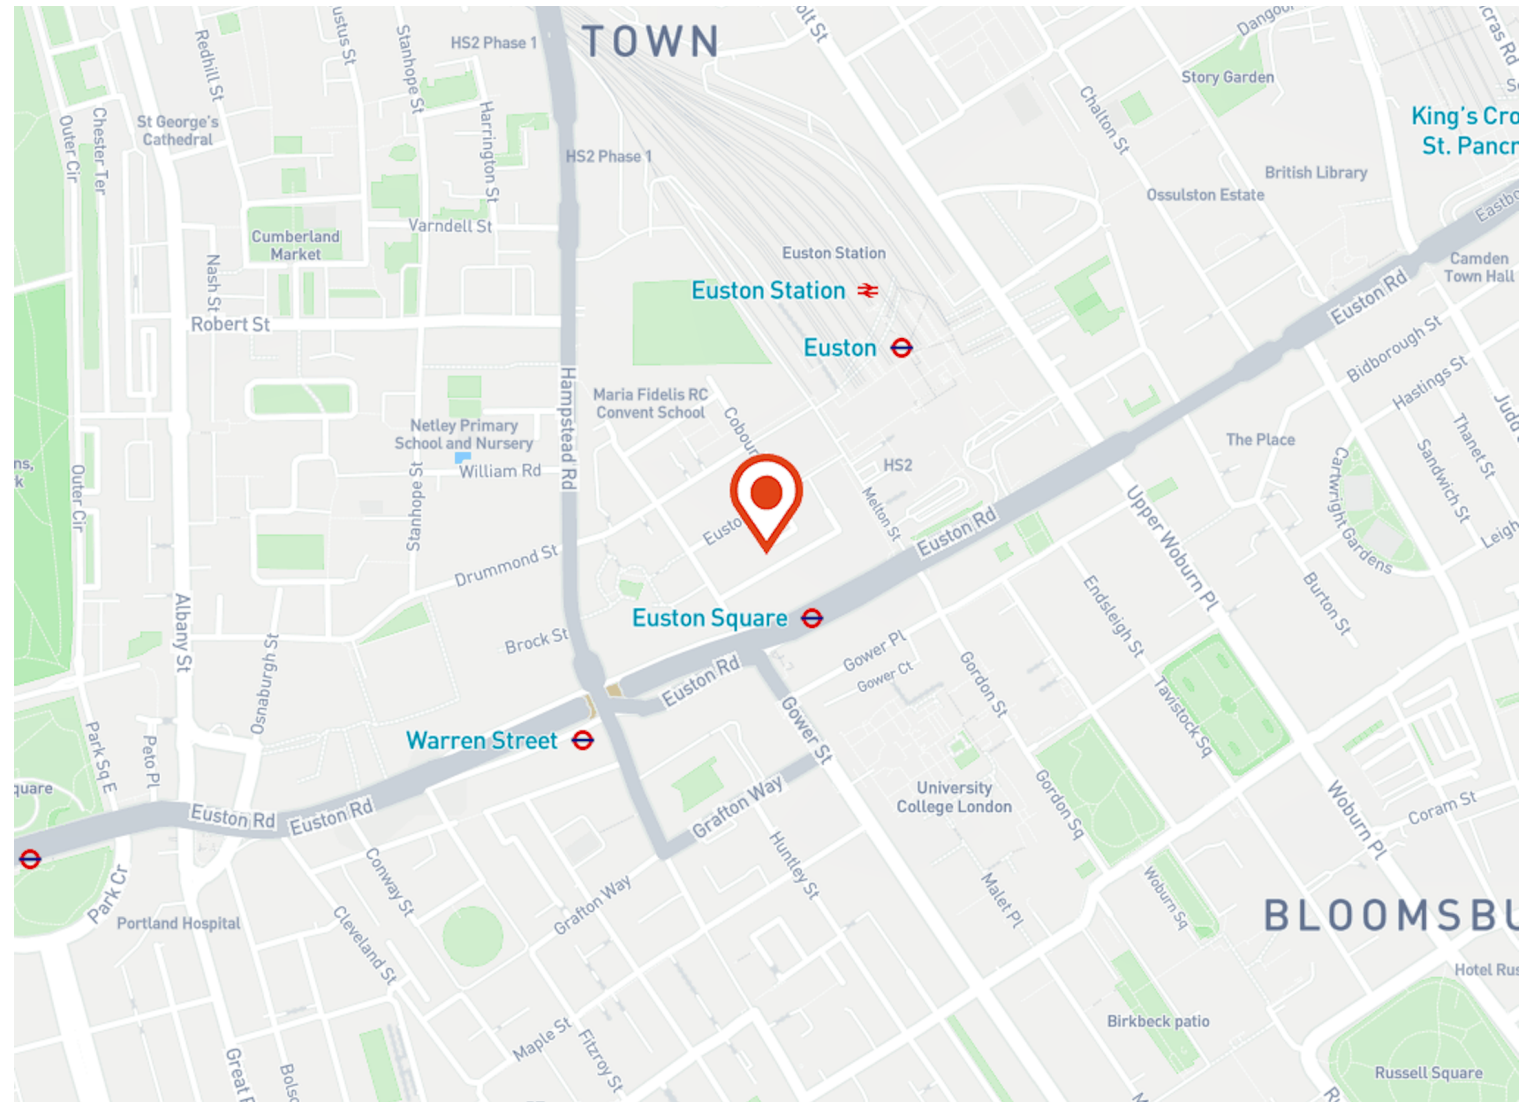 TOWN
HS2 Phase 1
Redhill St
Stanhope St
Chester Ter
Outer Cir
St George's
Cathedral
Harrington St
HS2 Phase 1
Chalton St
Story Garden
King's Cro
St. Pancr
British Library
Ossulston Estate
Varndell St
Cumberland
Market
Nash St
Robert St
Euston Station
Euston Station
Euston
Camden
Town Hall
Euston Rd
Bidborough St
Hastings St
Hampstead Rd
Maria Fidelis RC
Convent School
Netley Primary
School and Nursery
William Rd
Stanhope St
Outer Cir
HS2
Melton St
Euston Rd
The Place
Thanet St
Sandwich St
Cartwright Gardens
Drummond St
Upper Woburn Pl
Burton St
Endsleigh St
Euston Square
Albany St
Osnaburgh St
Brock St
Gower Pl
Gower Ct
Euston Rd
Gordon St
Tavistock Sq
Gower St
Warren Street
Park Sq E
Peto Pl
Euston Rd
Euston Rd
Grafton Way
University
College London
Gordon Sq
Woburn Pl
Coram St
Huntley St
Conway St
Park Cr
Portland Hospital
Grafton Way
Cleveland St
Malet Pl
Woburn Sq
BLOOMSBU
Hotel Rus
Birkbeck patio
Maple St
Fitzroy St
Russell Square